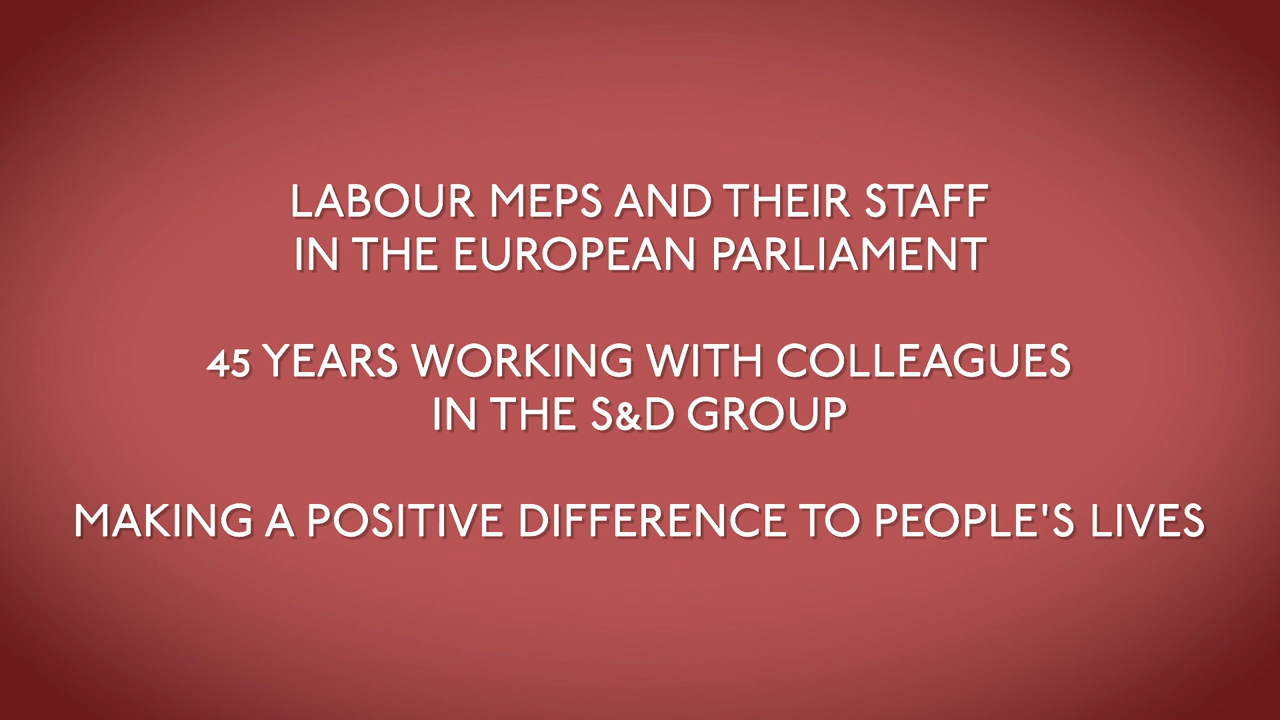 LABOUR MEPS AND THEIR STAFF
IN THE EUROPEAN PARLIAMENT
45 YEARS WORKING WITH COLLEAGUES
IN THE S&D GROUP
MAKING A POSITIVE DIFFERENCE TO PEOPLE'S LIVES